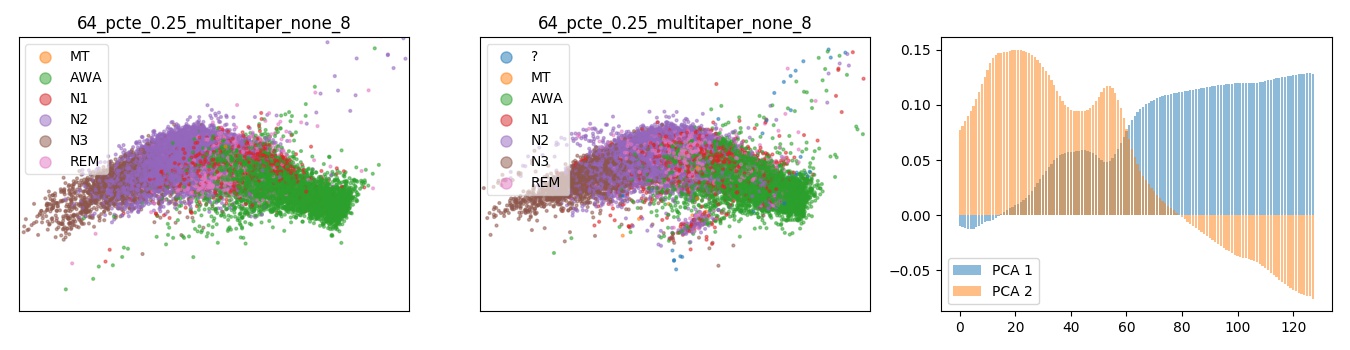 64_pcte_0.25_multitaper_none_8
MT
AWA
N1
N2
N3
REM
64_pcte_0.25_multitaper_none_8
?
MT
AWA
N1
N2
N3
REM
0.15
0.10
0.05
0.00
−0.05
PCA 1
PCA 2
0 20 40 60 80 100 120